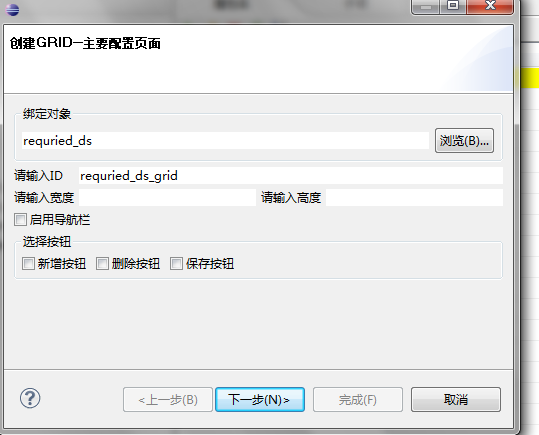 创建GRID—主要配置页面
绑定对象
requried_ds 浏览(B)...
请输入ID requried_ds_grid
请输入宽度 请输入高度
启用导航栏
选择按钮
新增按钮 删除按钮 保存按钮
<上一步(B) 下一步(N)> 完成(F) 取消